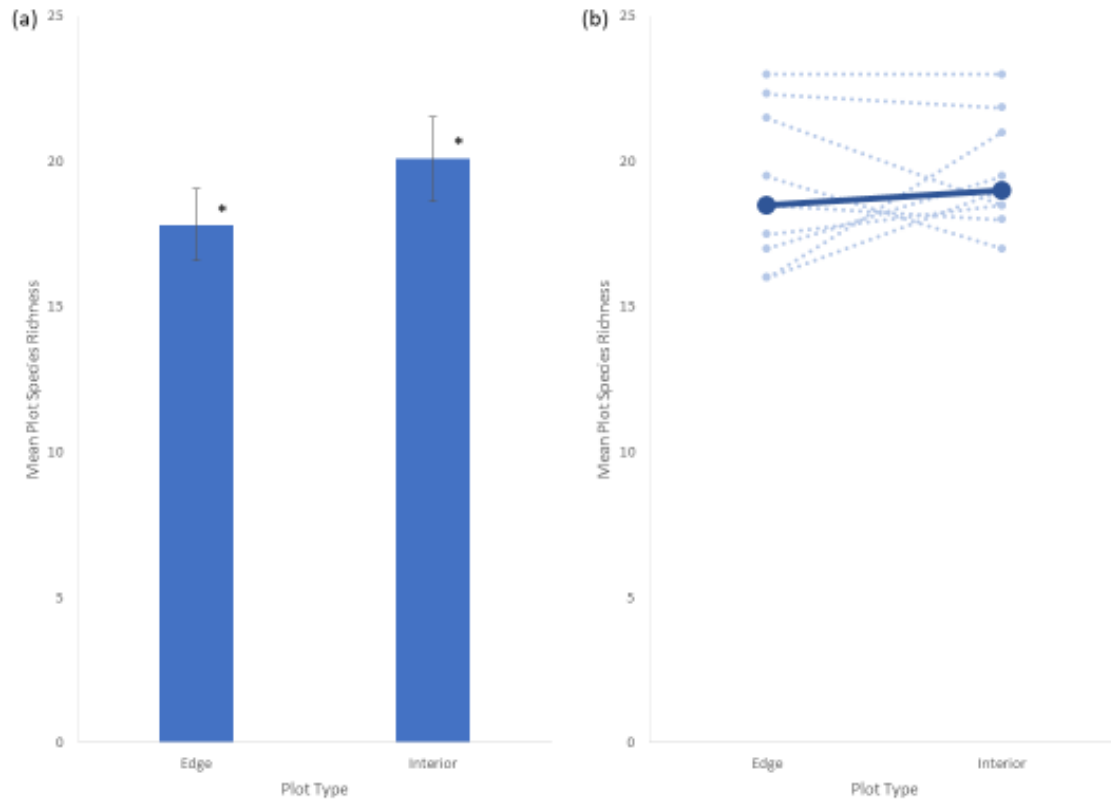 (a)
25
20
15
10
5
0
Mean Plot Species Richness
*
*
Edge
Interior
Plot Type
(b)
25
20
15
10
5
0
Mean Plot Species Richness
Edge
Interior
Plot Type